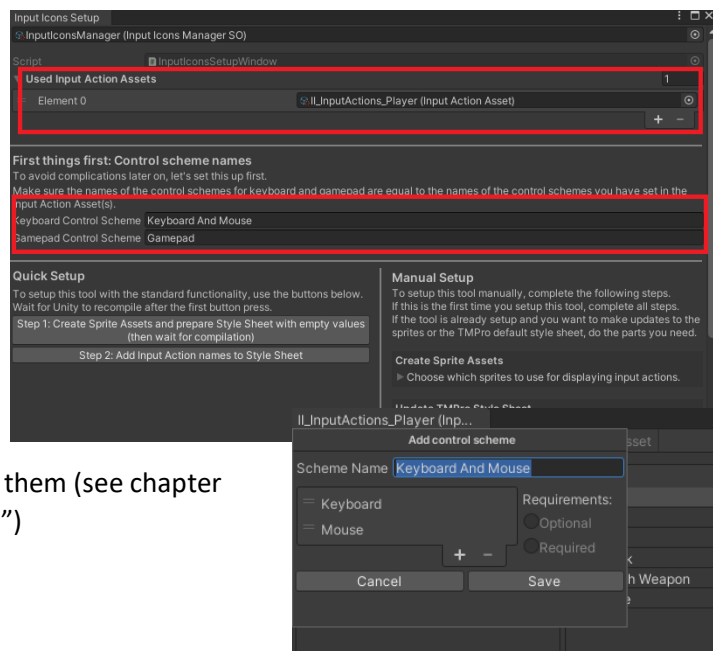 Input Icons Setup
InputIconsManager (Input Icons Manager SO)
Script InputIconsSetupWindow
Used Input Action Assets 1
Element 0 II_InputActions_Player (Input Action Asset)
+ -
First things first: Control scheme names
To avoid complications later on, let's set this up first.
Make sure the names of the control schemes for keyboard and gamepad are equal to the names of the control schemes you have set in the
Input Action Asset(s).
Keyboard Control Scheme Keyboard And Mouse
Gamepad Control Scheme Gamepad
Quick Setup
To setup this tool with the standard functionality, use the buttons below.
Wait for Unity to recompile after the first button press.
Step 1: Create Sprite Assets and prepare Style Sheet with empty values
(then wait for compilation)
Step 2: Add Input Action names to Style Sheet
Manual Setup
To setup this tool manually, complete the following steps.
If this is the first time you setup this tool, complete all steps.
If the tool is already setup and you want to make updates to the
sprites or the TMPro default style sheet, do the parts you need.
Create Sprite Assets
Choose which sprites to use for displaying input actions.
Update TMPro Style Sheet
them (see chapter
”)
II_InputActions_Player (Inp...
Add control scheme
Scheme Name Keyboard And Mouse
Keyboard
Mouse
+ -
Requirements:
Optional
Required
Cancel Save
sset
k
h Weapon